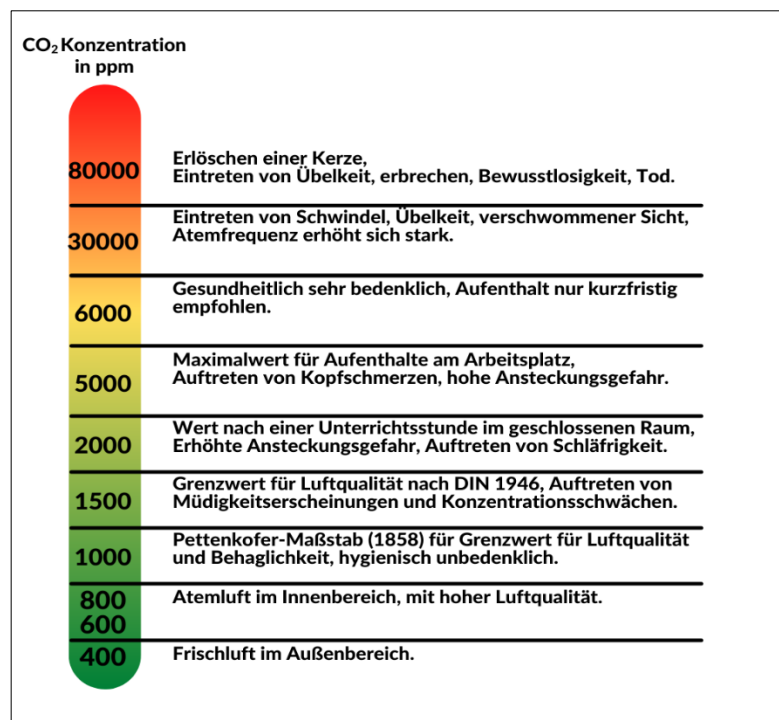 CO₂ Konzentration
in ppm
80000
Erlöschen einer Kerze,
Eintreten von Übelkeit, erbrechen, Bewusstlosigkeit, Tod.
30000
Eintreten von Schwindel, Übelkeit, verschwommener Sicht,
Atemfrequenz erhöht sich stark.
6000
Gesundheitlich sehr bedenklich, Aufenthalt nur kurzfristig
empfohlen.
5000
Maximalwert für Aufenthalte am Arbeitsplatz,
Auftreten von Kopfschmerzen, hohe Ansteckungsgefahr.
2000
Wert nach einer Unterrichtsstunde im geschlossenen Raum,
Erhöhte Ansteckungsgefahr, Auftreten von Schläfrigkeit.
1500
Grenzwert für Luftqualität nach DIN 1946, Auftreten von
Müdigkeitserscheinungen und Konzentrationsschwächen.
1000
Pettenkofer-Maßstab (1858) für Grenzwert für Luftqualität
und Behaglichkeit, hygienisch unbedenklich.
800
600
Atemluft im Innenbereich, mit hoher Luftqualität.
400
Frischluft im Außenbereich.